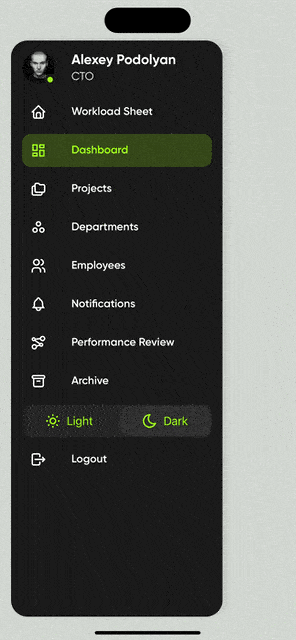 Alexey Podolyan
CTO
Workload Sheet
Dashboard
Projects
Departments
Employees
Notifications
Performance Review
Archive
Light Dark
Logout